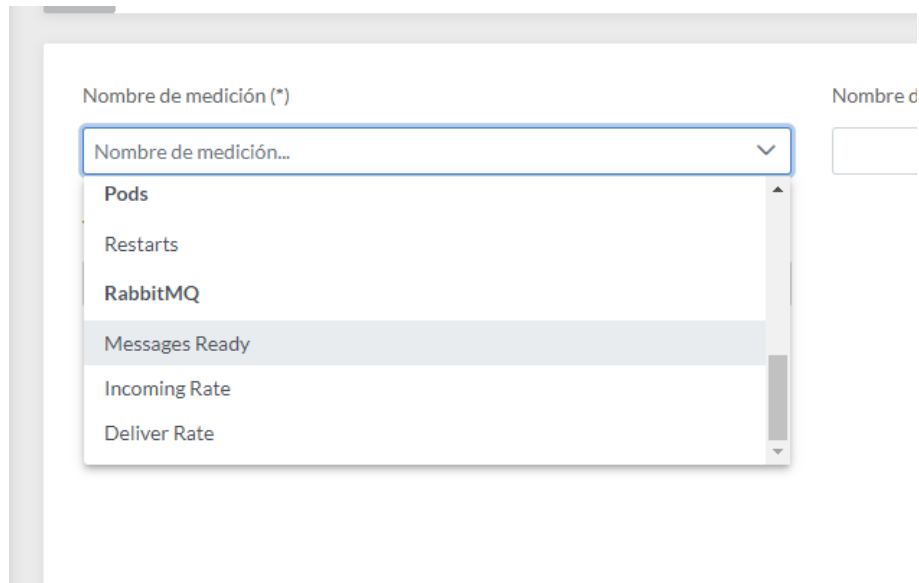 Nombre de medición (*)
Nombre d
Nombre de medición...
Pods
Restarts
RabbitMQ
Messages Ready
Incoming Rate
Deliver Rate